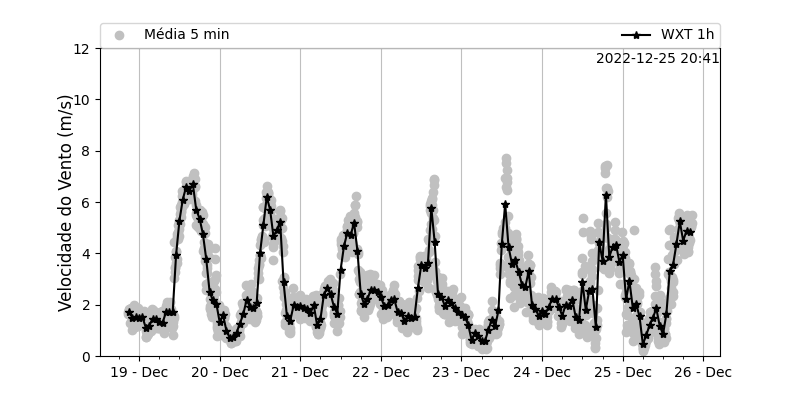 Média 5 min
WXT 1h
2022-12-25 20:41
Velocidade do Vento (m/s)
12
10
8
6
4
2
0
19 - Dec
20 - Dec
21 - Dec
22 - Dec
23 - Dec
24 - Dec
25 - Dec
26 - Dec